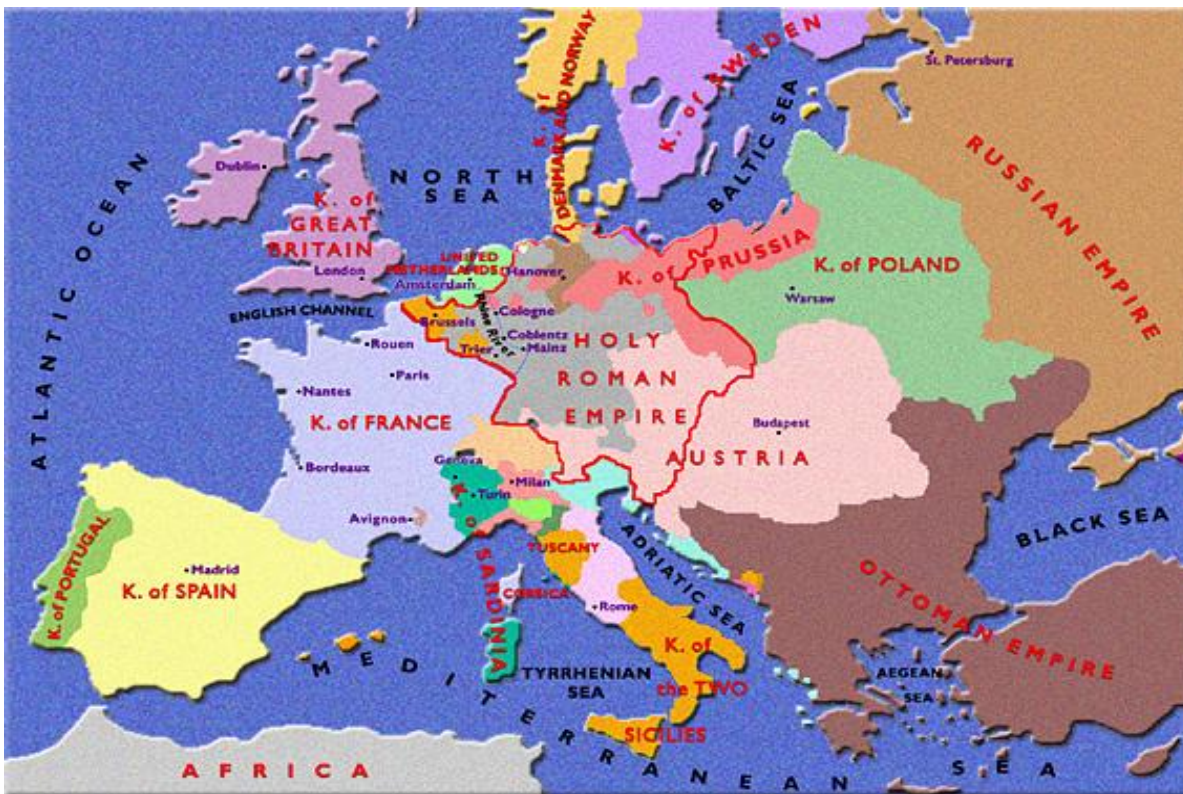 St. Petersburg
K. of SWEDEN
K. of
DENMARK AND NORWAY
BALTIC SEA
RUSSIAN EMPIRE
ATLANTIC OCEAN
Dublin
NORTH
SEA
K. of
GREAT
BRITAIN
London
ENGLISH CHANNEL
UNITED
NETHERLANDS
Amsterdam
Hanover
K. of PRUSSIA
K. of POLAND
Warsaw
Brussels
Rhine River
Cologne
Coblentz
Mainz
Trier
HOLY
ROMAN
EMPIRE
Rouen
Paris
Nantes
K. of FRANCE
Bordeaux
Avignon
Budapest
AUSTRIA
Geneva
Turin
Milan
K. of SARDINIA
TUSCANY
CORSICA
Rome
ADRIATIC SEA
BLACK SEA
OTTOMAN EMPIRE
K. of PORTUGAL
K. of SPAIN
Madrid
K. of
the TWO
SICILIES
TYRRHENIAN
SEA
AEGEAN
SEA
MEDITERRANEAN SEA
AFRICA